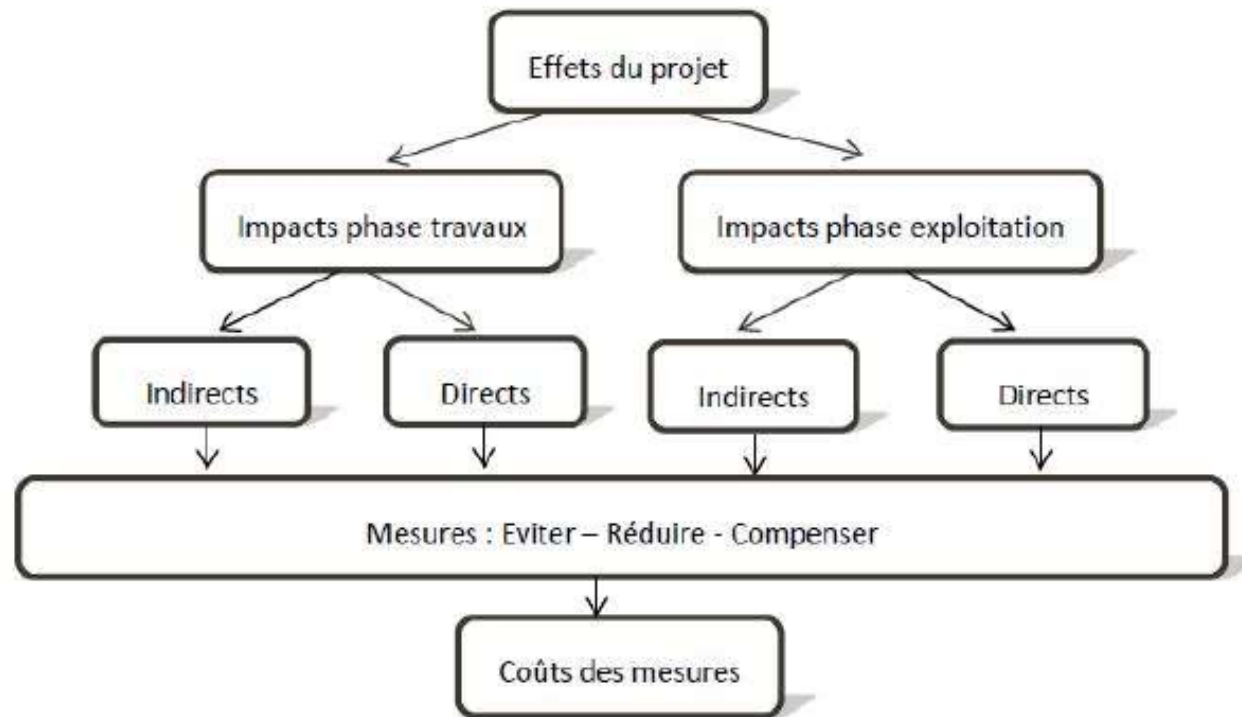 Effets du projet
Impacts phase travaux
Impacts phase exploitation
Indirects
Directs
Indirects
Directs
Mesures : Eviter – Réduire - Compenser
Coûts des mesures